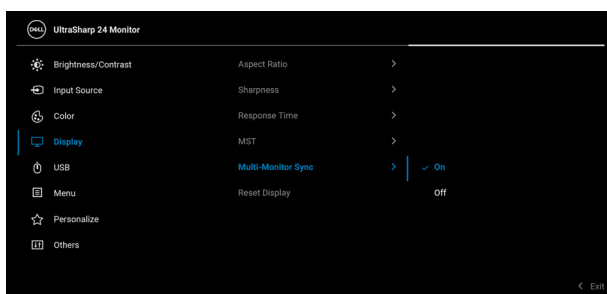 DELL UltraSharp 24 Monitor
Brightness/Contrast Aspect Ratio
Input Source Sharpness
Color Response Time
Display MST
USB Multi-Monitor Sync On
Menu Reset Display Off
Personalize
Others
Exit